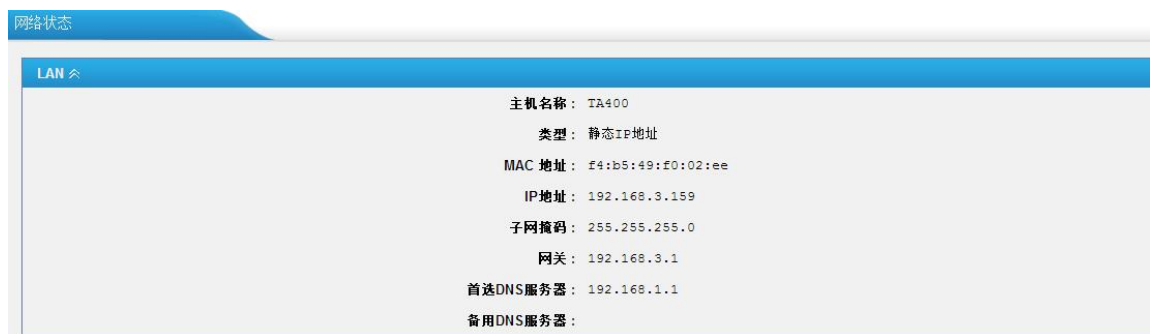 网络状态
LAN
主机名称： TA400
类型： 静态IP地址
MAC 地址： f4:b5:49:f0:02:ee
IP地址： 192.168.3.159
子网掩码： 255.255.255.0
网关： 192.168.3.1
首选DNS服务器： 192.168.1.1
备用DNS服务器：